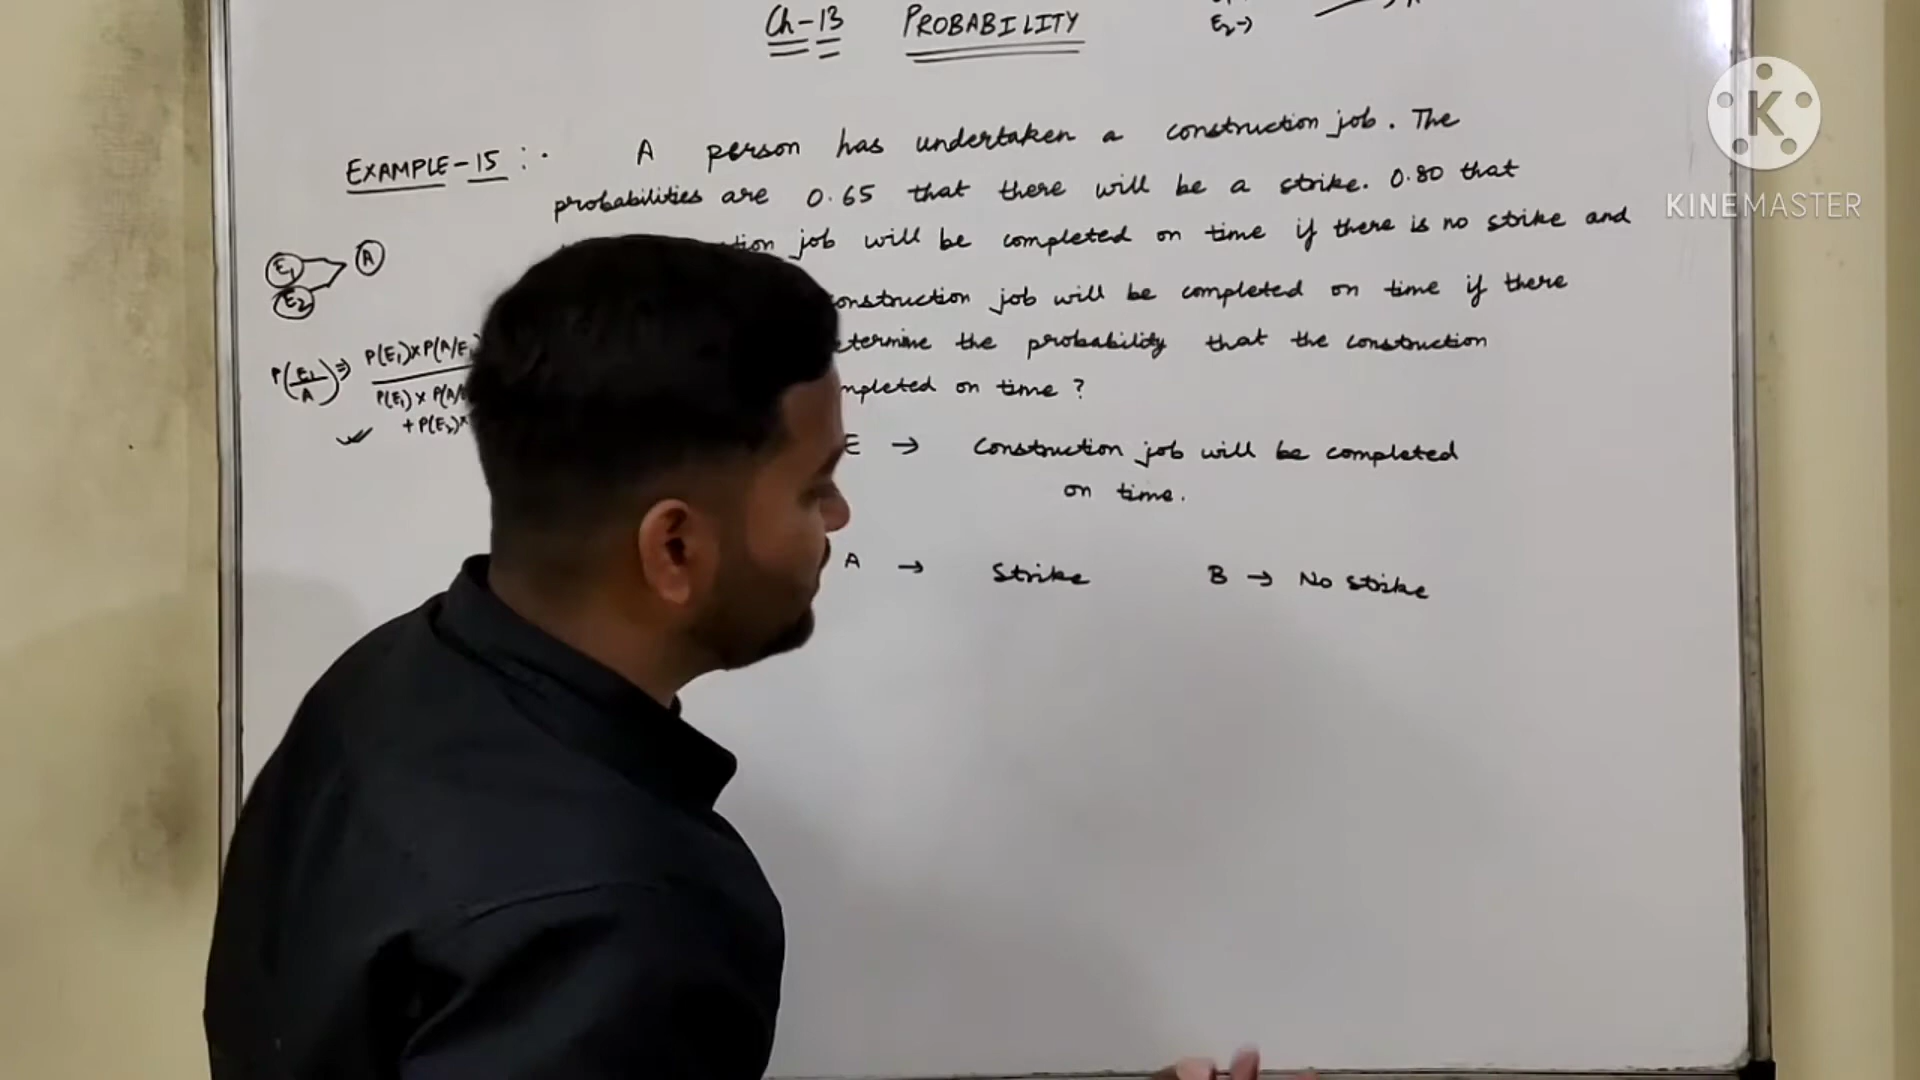 Ch-13 PROBABILITY
E2→
K
KINEMASTER
EXAMPLE-15 :· A person has undertaken a construction job. The
probabilities are 0.65 that there will be a strike. 0.80 that
job will be completed on time if there is no strike and
construction job will be completed on time if there
the probability that the construction
on time ?
E1 E2 A
P(E1/A) ⇒ P(E1)×P(A/E1
P(E1) × P(A/
+ P(E2)×
E → Construction job will be completed
on time.
A → Strike B → No strike